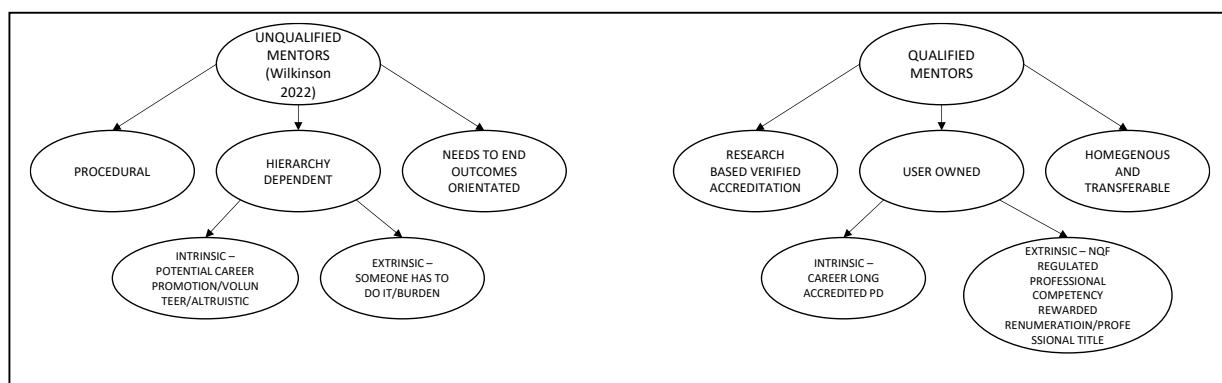 UNQUALIFIED
MENTORS
(Wilkinson
2022)
QUALIFIED
MENTORS
PROCEDURAL
HIERARCHY
DEPENDENT
NEEDS TO END
OUTCOMES
ORIENTATED
RESEARCH
BASED VERIFIED
ACCREDITATION
USER OWNED
HOMEGENOUS
AND
TRANSFERABLE
INTRINSIC –
POTENTIAL CAREER
PROMOTION/VOLUN
TEER/ALTRUISTIC
EXTRINSIC –
SOMEONE HAS TO
DO IT/BURDEN
INTRINSIC –
CAREER LONG
ACCREDITED PD
EXTRINSIC – NQF
REGULATED
PROFESSIONAL
COMPETENCY
REWARDED
RENUMERATIOIN/PROFE
SSIONAL TITLE